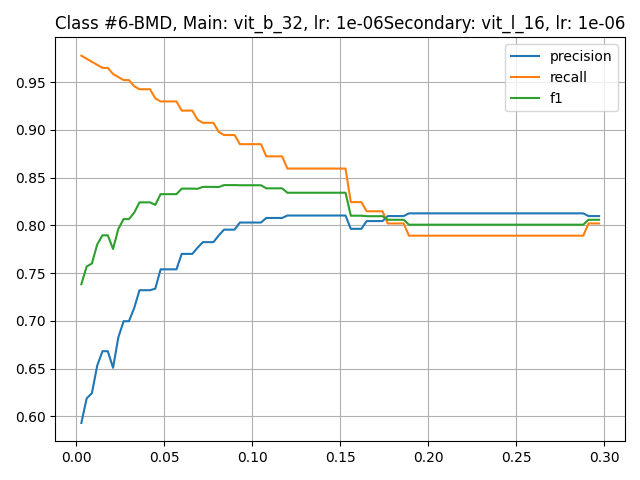 Class #6-BMD, Main: vit_b_32, lr: 1e-06Secondary: vit_l_16, lr: 1e-06
precision
recall
f1
0.95
0.90
0.85
0.80
0.75
0.70
0.65
0.60
0.00 0.05 0.10 0.15 0.20 0.25 0.30